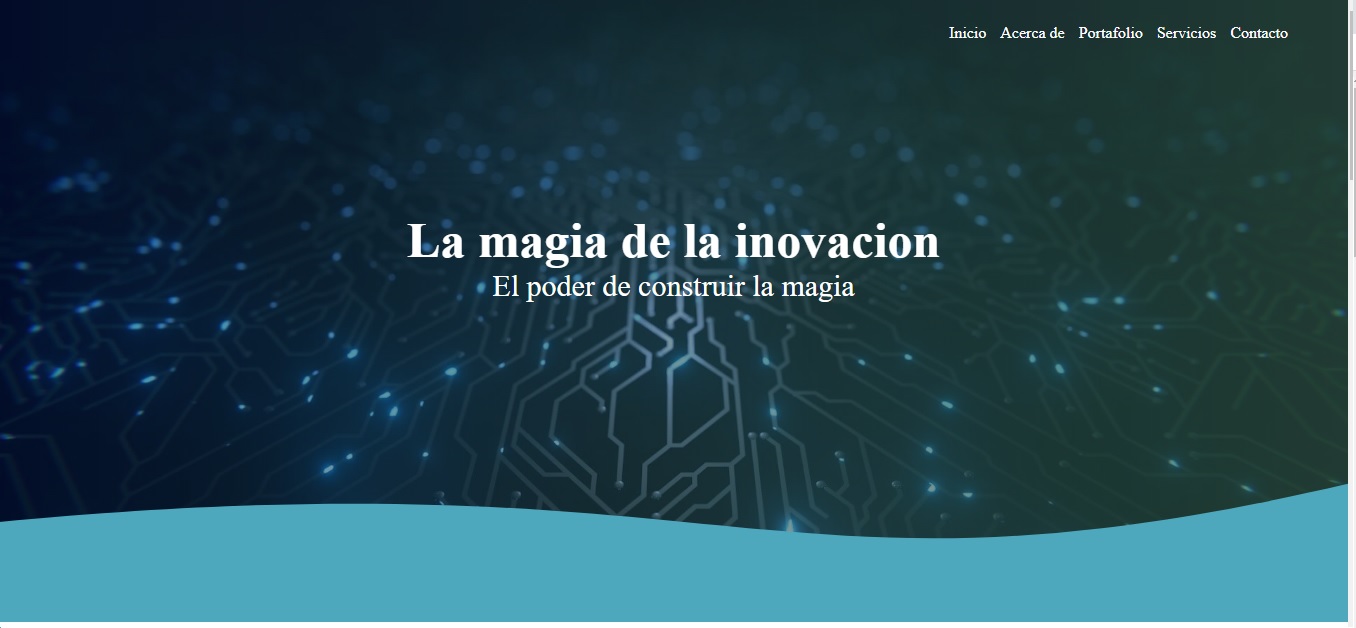 Inicio Acerca de Portafolio Servicios Contacto
La magia de la inovacion
El poder de construir la magia